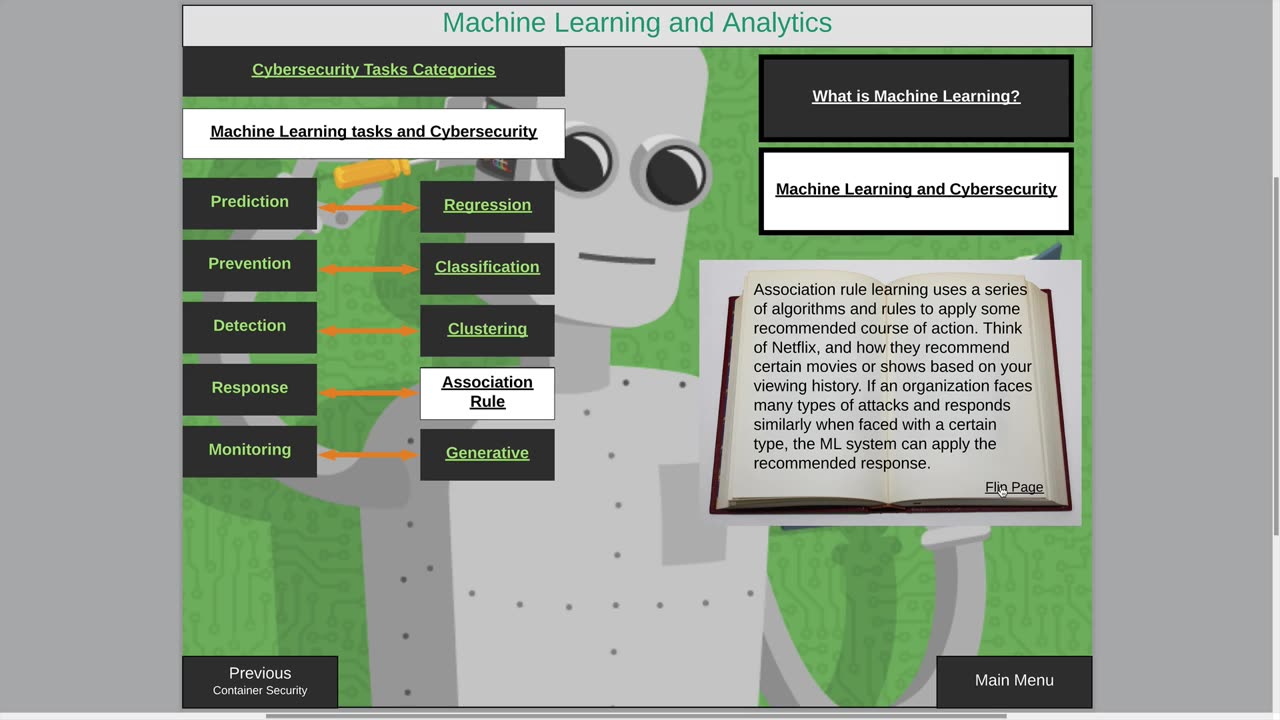 Machine Learning and Analytics
Cybersecurity Tasks Categories
Machine Learning tasks and Cybersecurity
What is Machine Learning?
Machine Learning and Cybersecurity
Prediction
Regression
Prevention
Classification
Detection
Clustering
Response
Association
Rule
Monitoring
Generative
Association rule learning uses a series
of algorithms and rules to apply some
recommended course of action. Think
of Netflix, and how they recommend
certain movies or shows based on your
viewing history. If an organization faces
many types of attacks and responds
similarly when faced with a certain
type, the ML system can apply the
recommended response.
Flip Page
Previous
Container Security
Main Menu